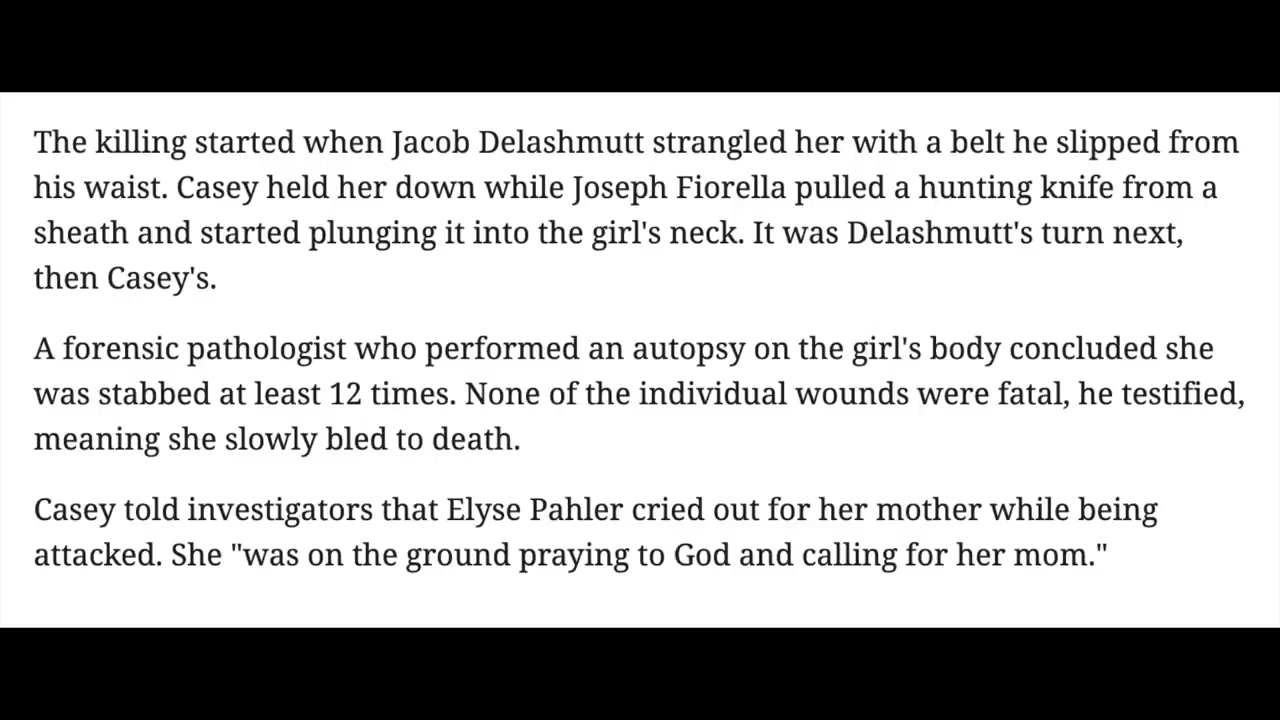 The killing started when Jacob Delashmutt strangled her with a belt he slipped from
his waist. Casey held her down while Joseph Fiorella pulled a hunting knife from a
sheath and started plunging it into the girl's neck. It was Delashmutt's turn next,
then Casey's.
A forensic pathologist who performed an autopsy on the girl's body concluded she
was stabbed at least 12 times. None of the individual wounds were fatal, he testified,
meaning she slowly bled to death.
Casey told investigators that Elyse Pahler cried out for her mother while being
attacked. She "was on the ground praying to God and calling for her mom."